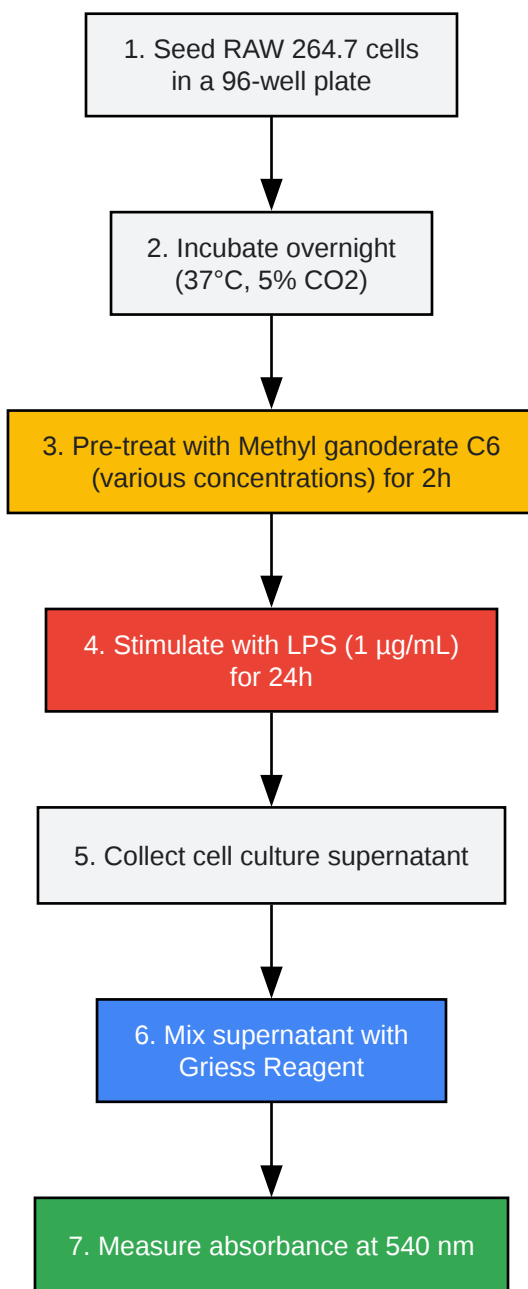 1. Seed RAW 264.7 cells
in a 96-well plate
2. Incubate overnight
(37°C, 5% CO2)
3. Pre-treat with Methyl ganoderate C6
(various concentrations) for 2h
4. Stimulate with LPS (1 µg/mL)
for 24h
5. Collect cell culture supernatant
6. Mix supernatant with
Griess Reagent
7. Measure absorbance at 540 nm